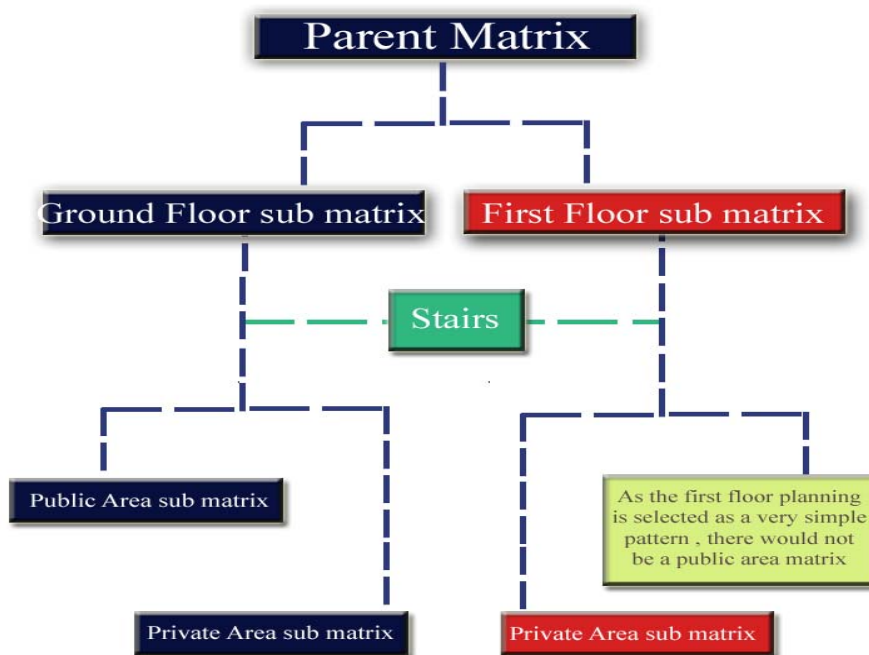 Parent Matrix
Ground Floor sub matrix
First Floor sub matrix
Stairs
Public Area sub matrix
As the first floor planning
is selected as a very simple
pattern , there would not
be a public area matrix
Private Area sub matrix
Private Area sub matrix